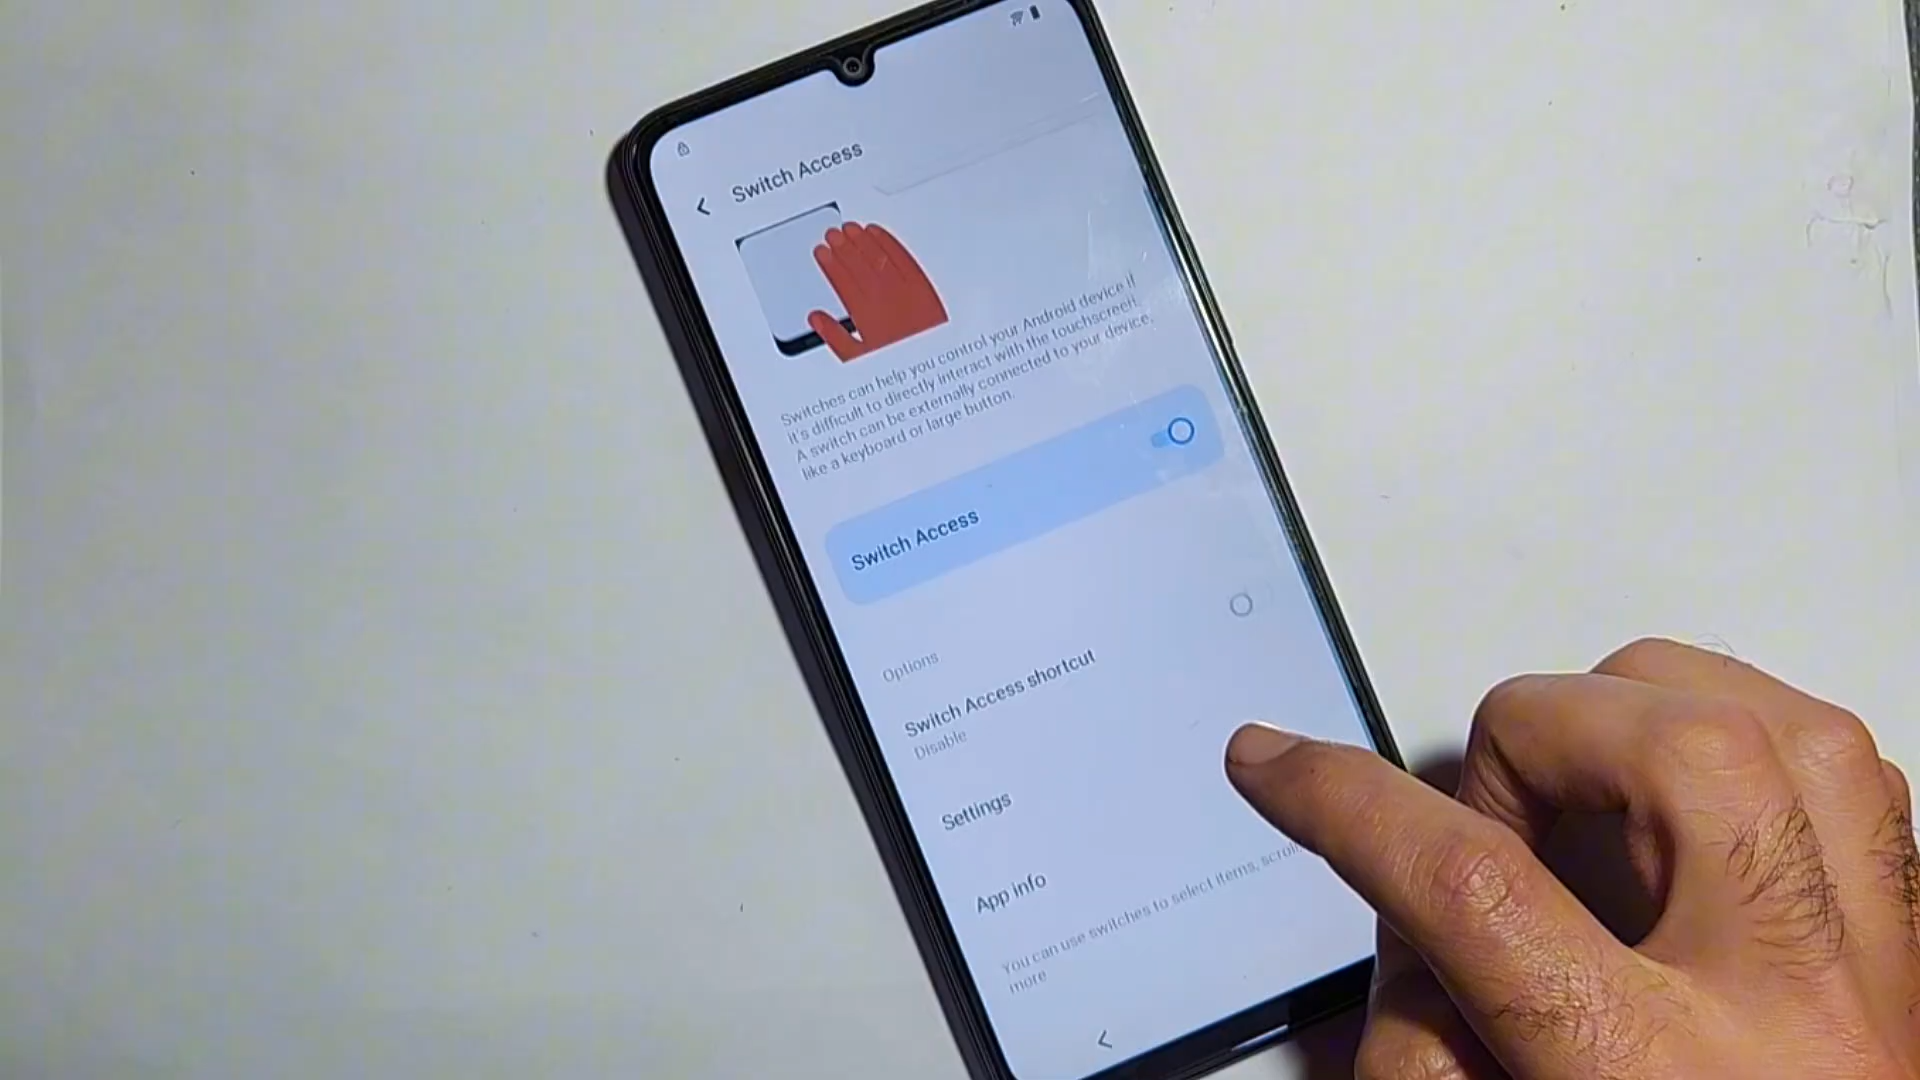 Switch Access
Switches can help you control your Android device if
it's difficult to directly interact with the touchscreen.
A switch can be externally connected to your device,
like a keyboard or large button.
Switch Access
Options
Switch Access shortcut
Disable
Settings
App info
You can use switches to select items, scroll,
more